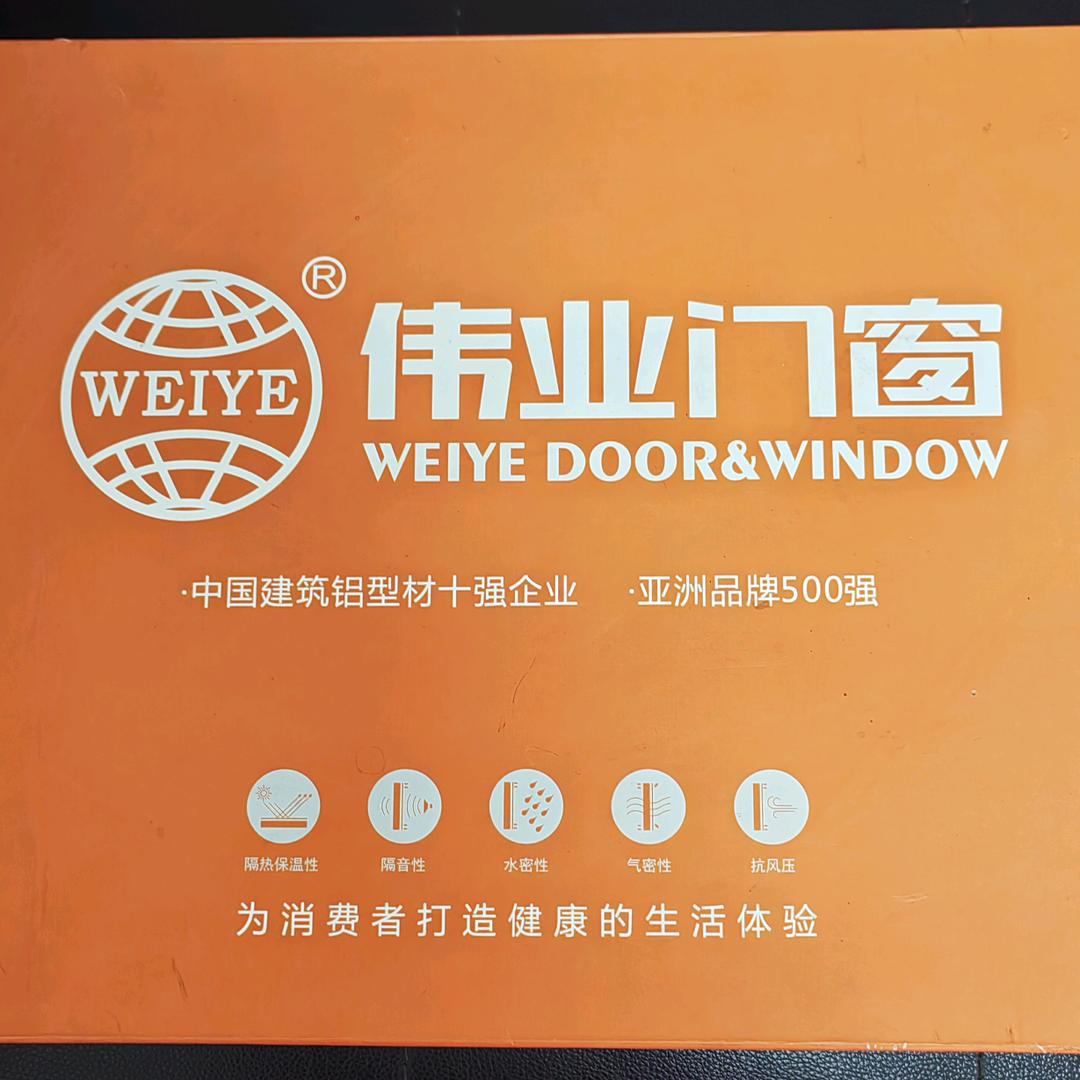 ®
WEIYE
伟业门窗
WEIYE DOOR&WINDOW
·中国建筑铝型材十强企业 ·亚洲品牌500强
隔热保温性 隔音性 水密性 气密性 抗风压
为消费者打造健康的生活体验